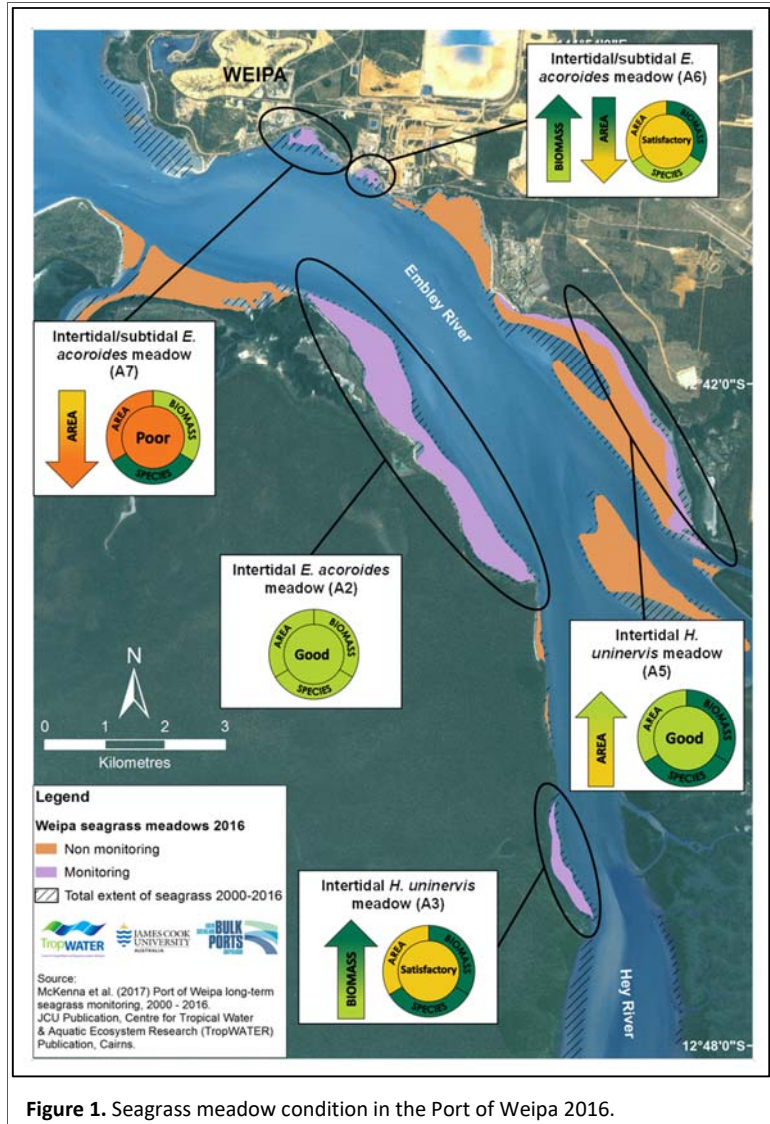 WEIPA
Intertidal/subtidal E.
acoroides meadow (A6)
BIOMASS
AREA
AREA
BIOMASS
SPECIES
Satisfactory
Embley River
Intertidal/subtidal E.
acoroides meadow
(A7)
AREA
AREA
BIOMASS
SPECIES
Poor
12°42'0"S
Intertidal E. acoroides
meadow (A2)
AREA
BIOMASS
SPECIES
Good
Intertidal H.
uninervis meadow
(A5)
AREA
AREA
BIOMASS
SPECIES
Good
N
0 1 2 3
Kilometres
Legend
Weipa seagrass meadows 2016
Non monitoring
Monitoring
Total extent of seagrass 2000-2016
TropWATER
JAMES COOK
UNIVERSITY
AUSTRALIA
BULK
PORTS
Source:
McKenna et al. (2017) Port of Weipa long-term
seagrass monitoring, 2000 - 2016.
JCU Publication, Centre for Tropical Water
& Aquatic Ecosystem Research (TropWATER)
Publication, Cairns.
Intertidal H. uninervis
meadow (A3)
BIOMASS
AREA
BIOMASS
SPECIES
Satisfactory
Hey River
12°48'0"S
Figure 1. Seagrass meadow condition in the Port of Weipa 2016.